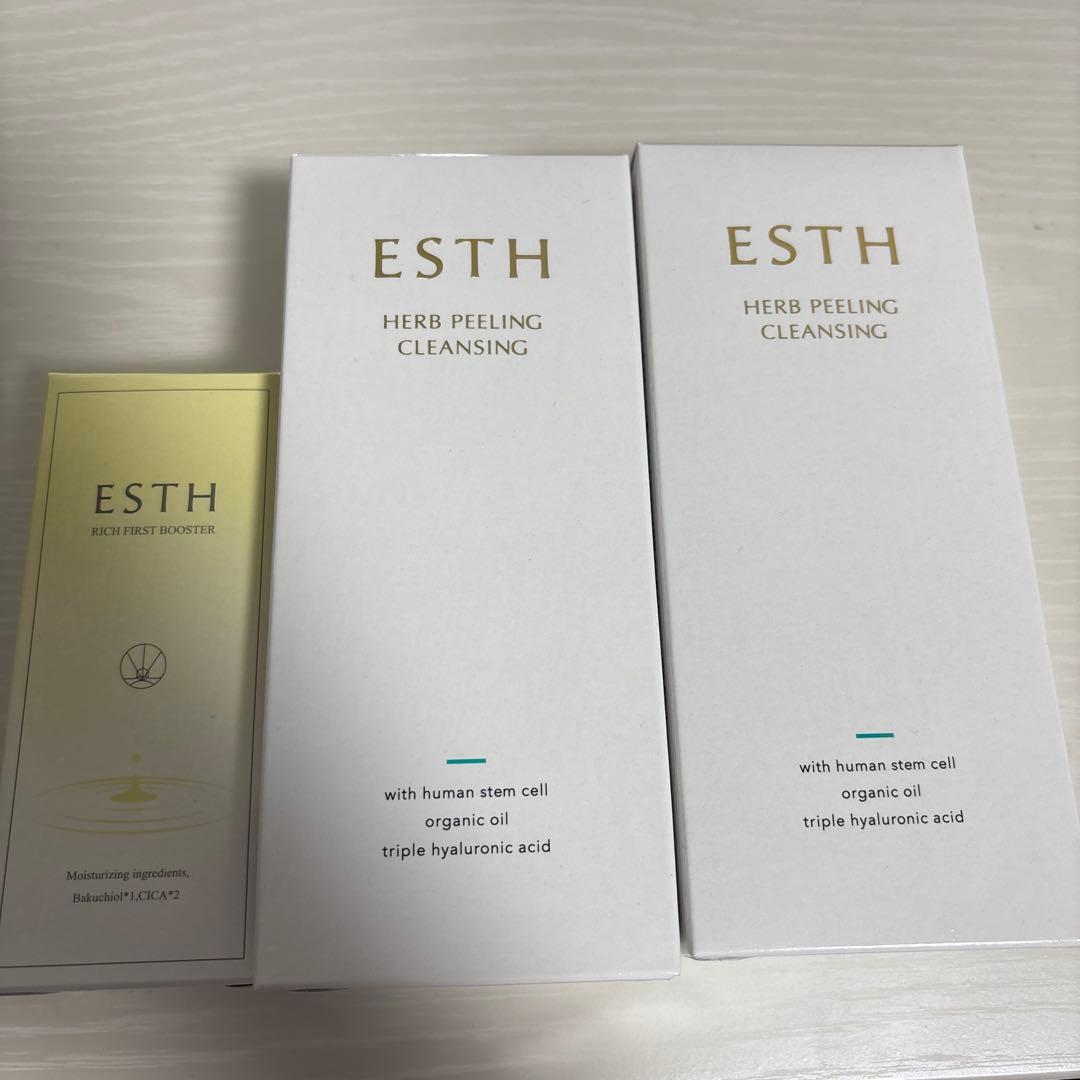 ESTH
RICH FIRST BOOSTER
Moisturizing ingredients,
Bakuchiol*1,CICA*2
ESTH
HERB PEELING
CLEANSING
with human stem cell
organic oil
triple hyaluronic acid
ESTH
HERB PEELING
CLEANSING
with human stem cell
organic oil
triple hyaluronic acid